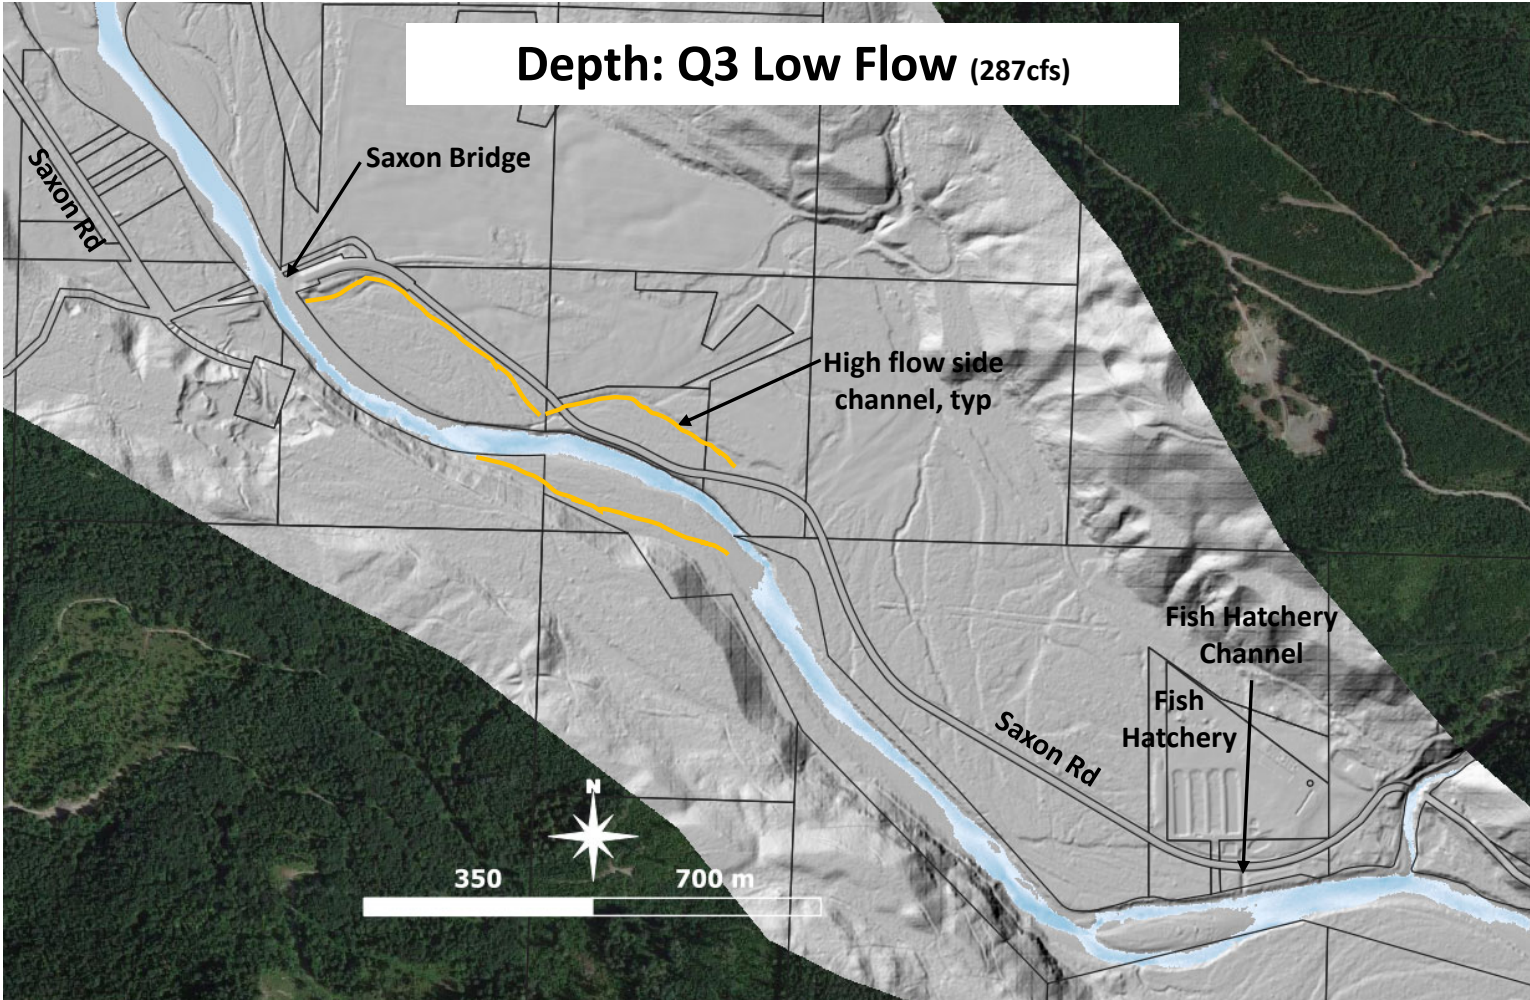 Depth: Q3 Low Flow (287cfs)
Saxon Bridge
Saxon Rd
High flow side
channel, typ
Fish Hatchery
Channel
Fish
Hatchery
Saxon Rd
N
350 700 m